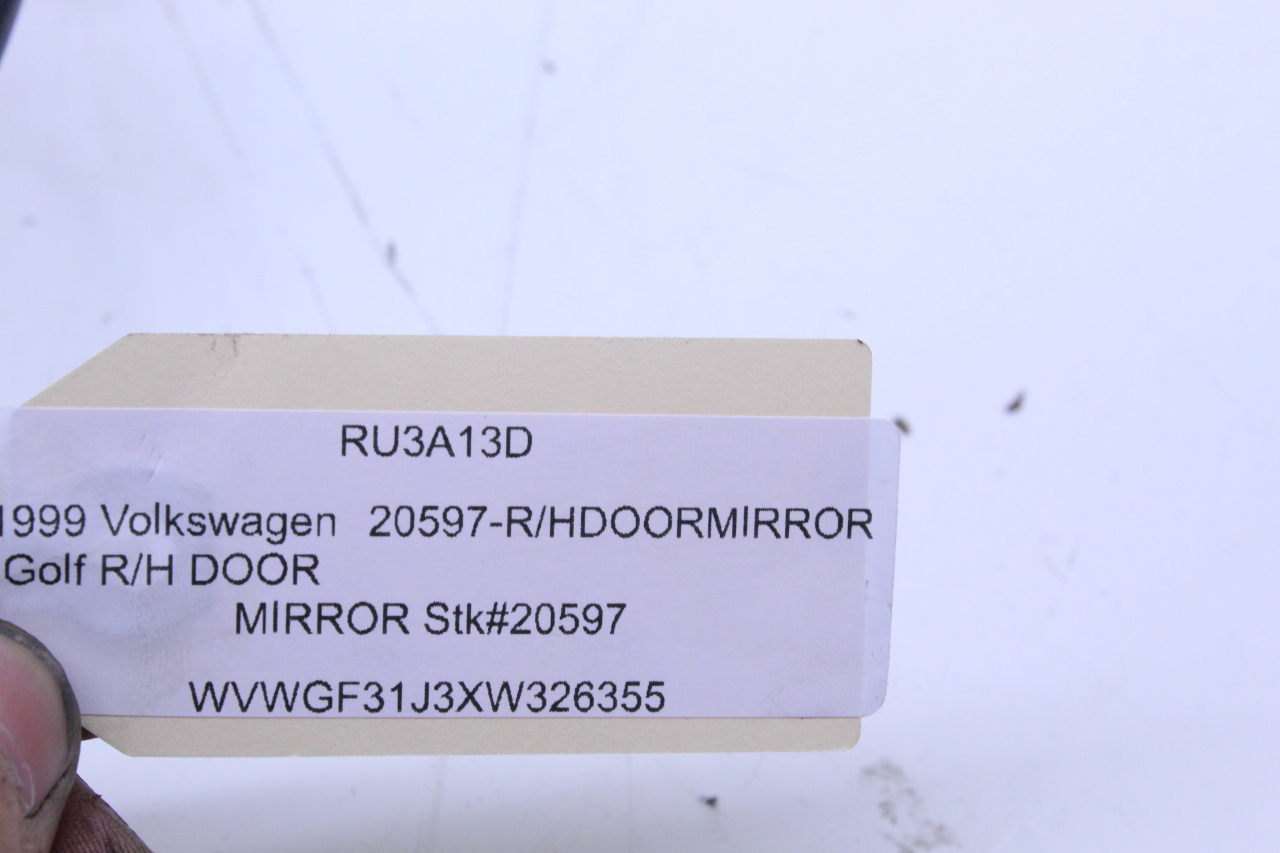 RU3A13D
1999 Volkswagen 20597-R/HDOORMIRROR
Golf R/H DOOR
MIRROR Stk#20597
WVWGF31J3XW326355